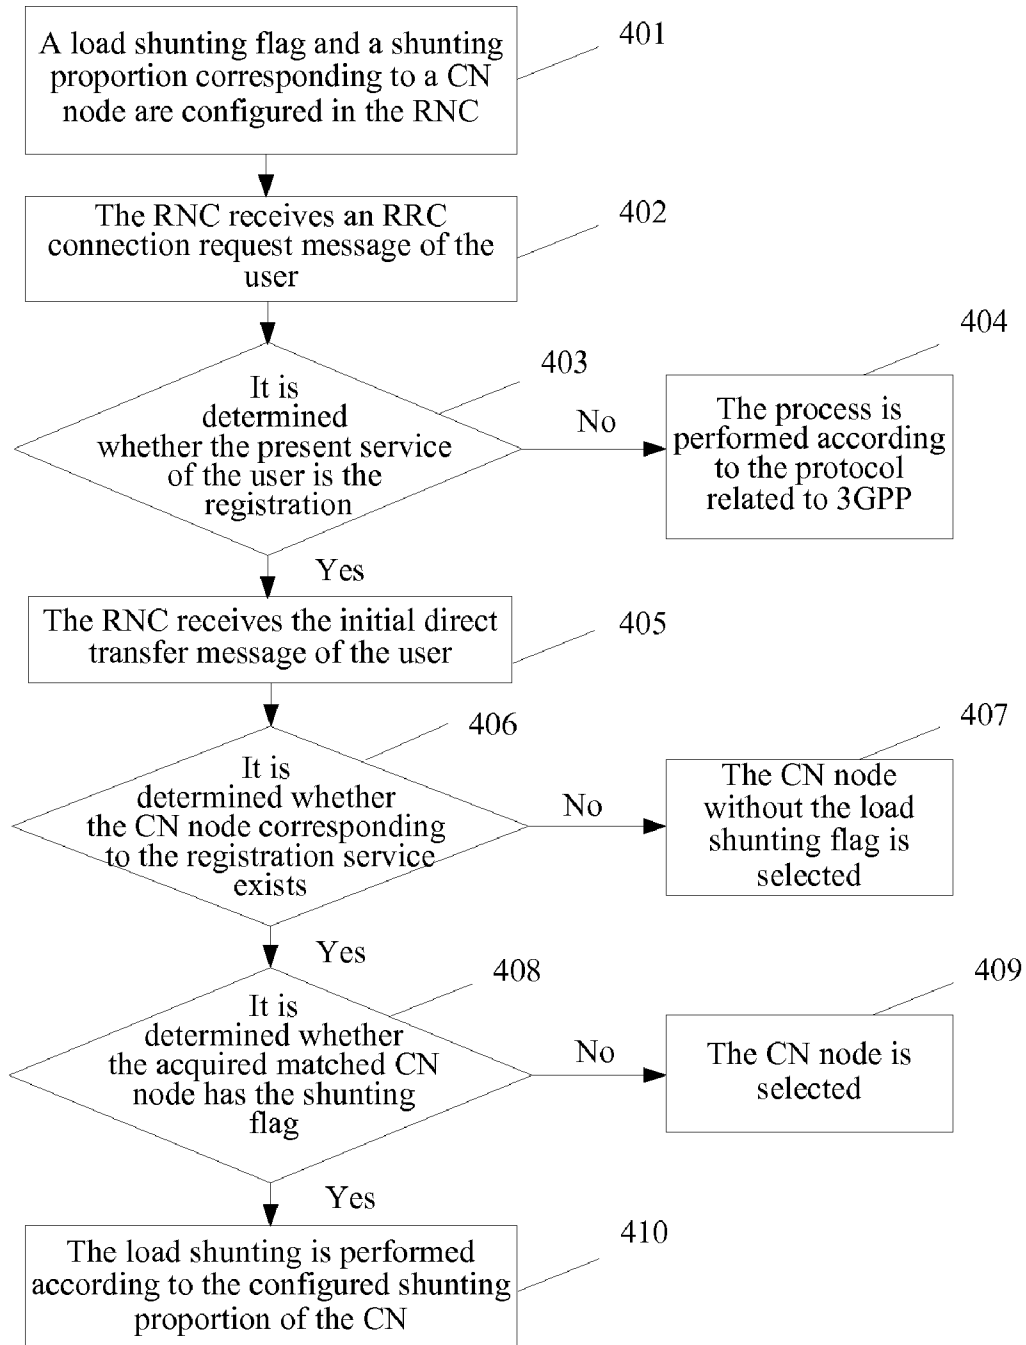 A load shunting flag and a shunting
proportion corresponding to a CN
node are configured in the RNC
401
The RNC receives an RRC
connection request message of the
user
402
It is
determined
whether the present service
of the user is the
registration
403
No
The process is
performed according
to the protocol
related to 3GPP
404
Yes
The RNC receives the initial direct
transfer message of the user
405
It is
determined whether
the CN node corresponding
to the registration service
exists
406
No
The CN node
without the load
shunting flag is
selected
407
Yes
It is
determined whether
the acquired matched CN
node has the shunting
flag
408
No
The CN node is
selected
409
Yes
The load shunting is performed
according to the configured shunting
proportion of the CN
410